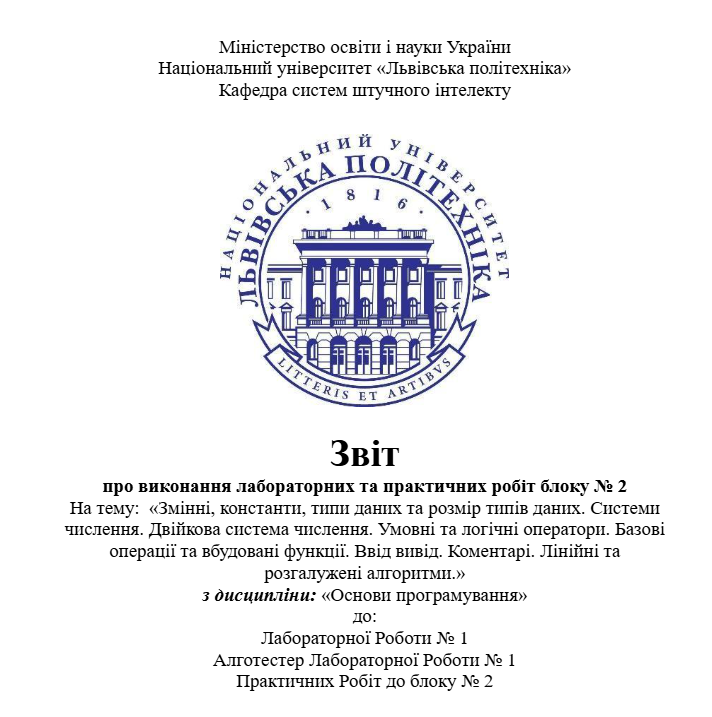 Міністерство освіти і науки України
Національний університет «Львівська політехніка»
Кафедра систем штучного інтелекту
НАЦІОНАЛЬНИЙ УНІВЕРСИТЕТ
ЛЬВІВСЬКА ПОЛІТЕХНІКА
· 1816 ·
LITTERIS ET ARTIBVS
Звіт
про виконання лабораторних та практичних робіт блоку № 2
На тему: «Змінні, константи, типи даних та розмір типів даних. Системи
числення. Двійкова система числення. Умовні та логічні оператори. Базові
операції та вбудовані функції. Ввід вивід. Коментарі. Лінійні та
розгалужені алгоритми.»
з дисципліни: «Основи програмування»
до:
Лабораторної Роботи № 1
Алготестер Лабораторної Роботи № 1
Практичних Робіт до блоку № 2